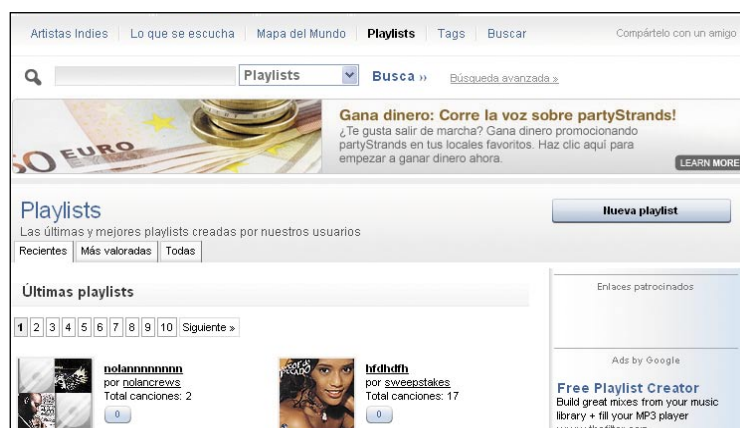 Artistas Indies Lo que se escucha Mapa del Mundo Playlists Tags Buscar Compártelo con un amigo
Playlists Busca » Búsqueda avanzada »
50 EURO
Gana dinero: Corre la voz sobre partyStrands!
¿Te gusta salir de marcha? Gana dinero promocionando
partyStrands en tus locales favoritos. Haz clic aquí para
empezar a ganar dinero ahora.
LEARN MORE
Playlists
Nueva playlist
Las últimas y mejores playlists creadas por nuestros usuarios
Recientes Más valoradas Todas
Últimas playlists
1 2 3 4 5 6 7 8 9 10 Siguiente »
nolannnnnnnn
por nolancrews
Total canciones: 2
0
hfdhdfh
por sweepstakes
Total canciones: 17
0
Enlaces patrocinados
Ads by Google
Free Playlist Creator
Build great mixes from your music
library + fill your MP3 player